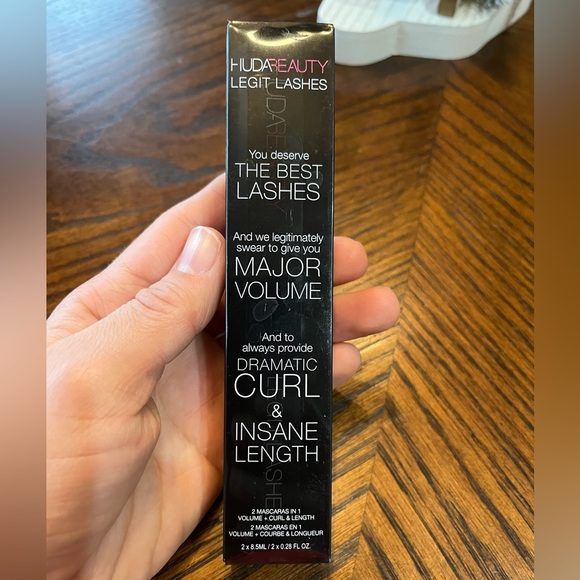 HUDABEAUTY
LEGIT LASHES
You deserve
THE BEST
LASHES
And we legitimately
swear to give you
MAJOR
VOLUME
And to
always provide
DRAMATIC
CURL
&
INSANE
LENGTH
2 MASCARAS IN 1
VOLUME + CURL & LENGTH
2 MASCARAS EN 1
VOLUME + COURBE & LONGUEUR
2 x 8.5ML / 2 x 0.28 FL OZ.